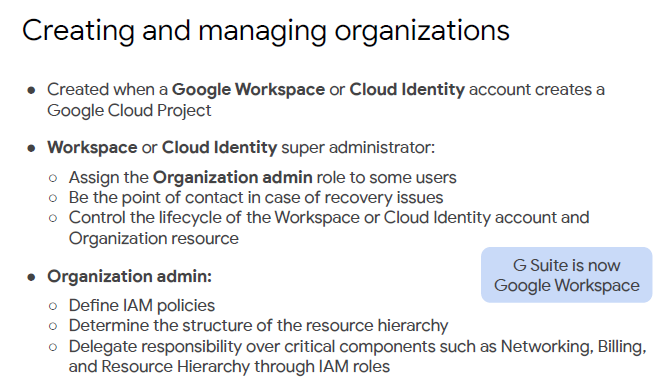 Creating and managing organizations
● Created when a Google Workspace or Cloud Identity account creates a
Google Cloud Project
● Workspace or Cloud Identity super administrator:
○ Assign the Organization admin role to some users
○ Be the point of contact in case of recovery issues
○ Control the lifecycle of the Workspace or Cloud Identity account and
Organization resource
G Suite is now
Google Workspace
● Organization admin:
○ Define IAM policies
○ Determine the structure of the resource hierarchy
○ Delegate responsibility over critical components such as Networking, Billing,
and Resource Hierarchy through IAM roles